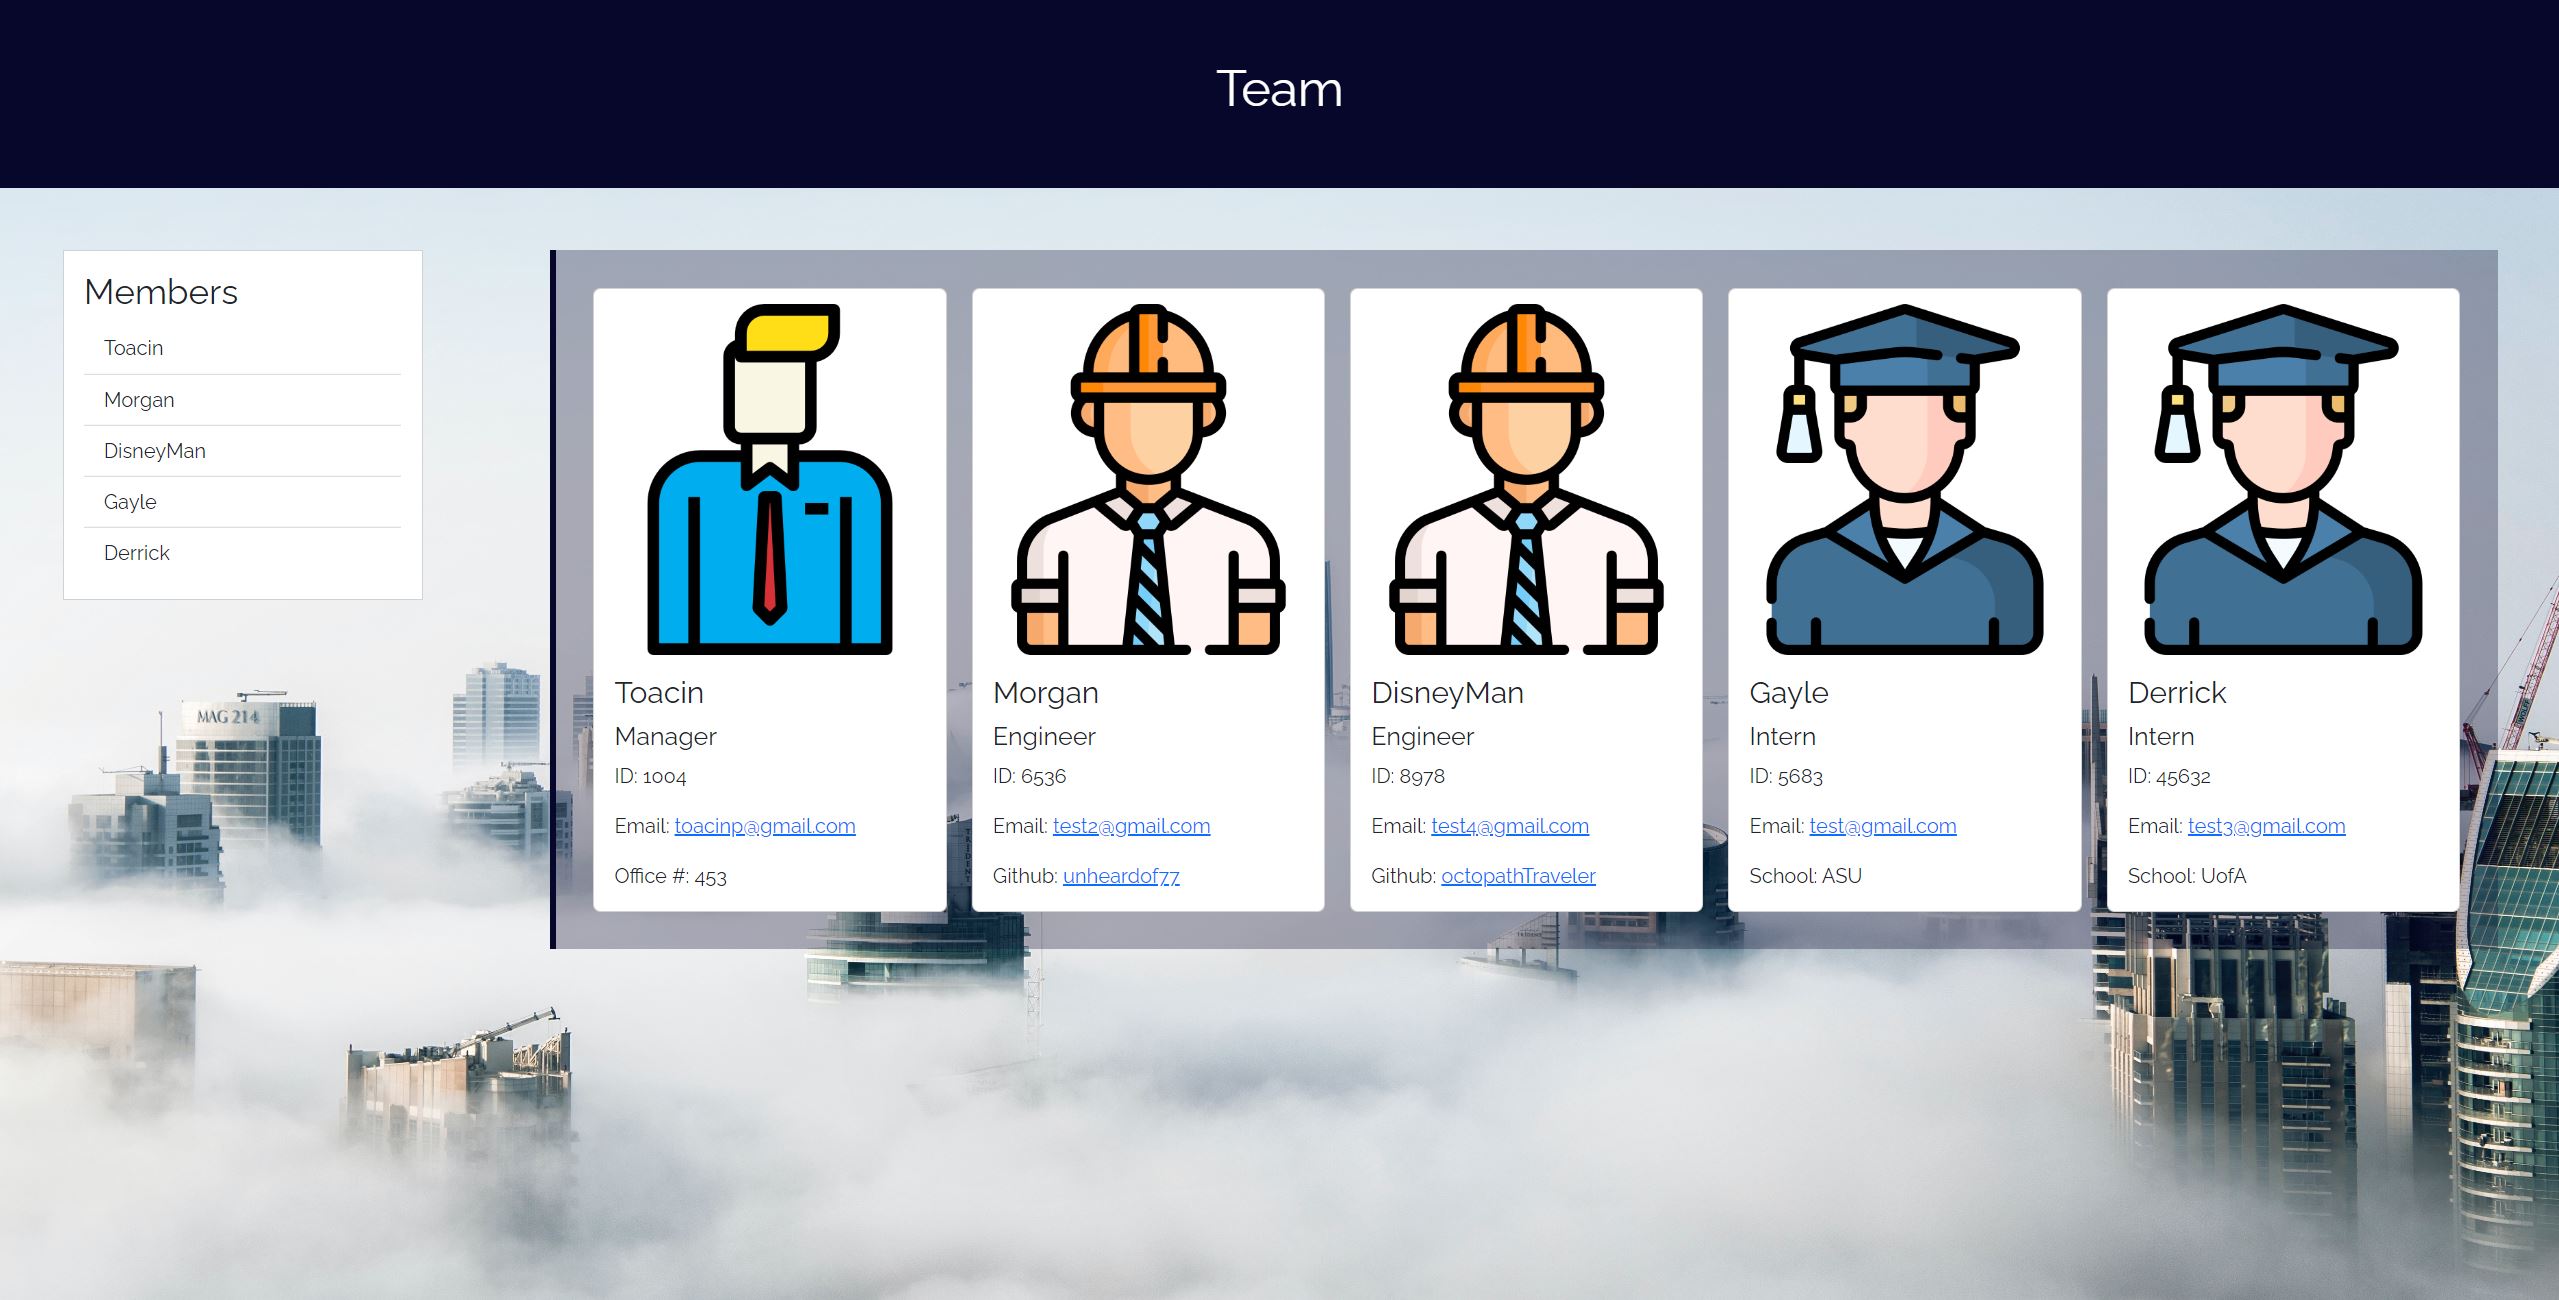 Team
Members
Toacin
Morgan
DisneyMan
Gayle
Derrick
Toacin
Manager
ID: 1004
Email: toacinp@gmail.com
Office #: 453
Morgan
Engineer
ID: 6536
Email: test2@gmail.com
Github: unheardof77
DisneyMan
Engineer
ID: 8978
Email: test4@gmail.com
Github: octopathTraveler
Gayle
Intern
ID: 5683
Email: test@gmail.com
School: ASU
Derrick
Intern
ID: 45632
Email: test3@gmail.com
School: UofA
MAG 214
TRIDENT
WOLFF